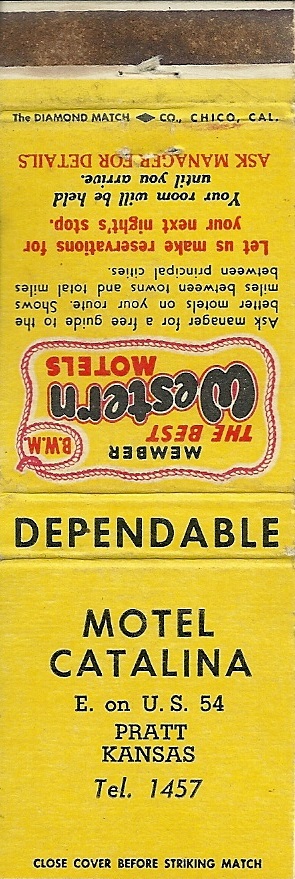 The DIAMOND MATCH CO., CHICO, CAL.
MEMBER
THE BEST
Western
MOTELS
B.W.M.
Ask manager for a free guide to the
better motels on your route. Shows
miles between towns and total miles
between principal cities.
Let us make reservations for
your next night's stop.
Your room will be held
until you arrive.
ASK MANAGER FOR DETAILS
DEPENDABLE
MOTEL
CATALINA
E. on U.S. 54
PRATT
KANSAS
Tel. 1457
CLOSE COVER BEFORE STRIKING MATCH